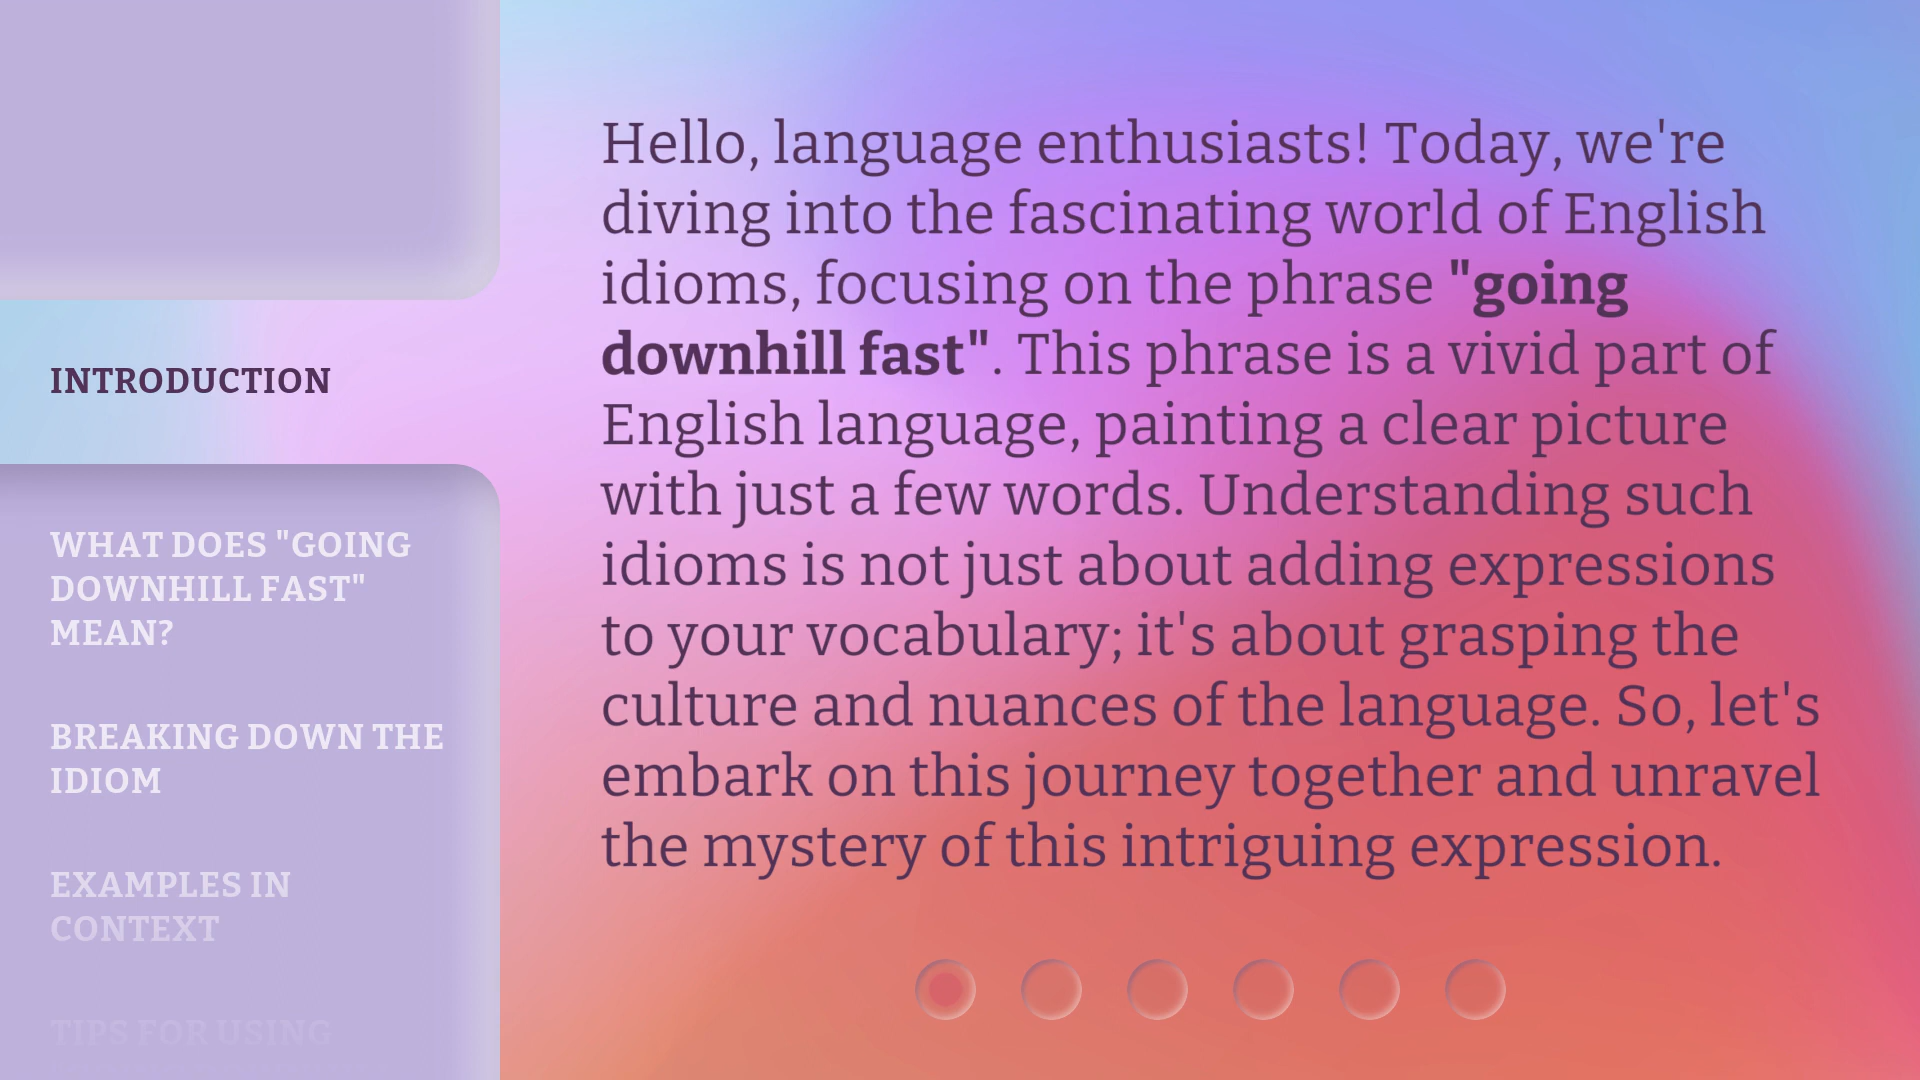 INTRODUCTION
WHAT DOES "GOING
DOWNHILL FAST"
MEAN?
BREAKING DOWN THE
IDIOM
EXAMPLES IN
CONTEXT
TIPS FOR USING
Hello, language enthusiasts! Today, we're
diving into the fascinating world of English
idioms, focusing on the phrase "going
downhill fast". This phrase is a vivid part of
English language, painting a clear picture
with just a few words. Understanding such
idioms is not just about adding expressions
to your vocabulary; it's about grasping the
culture and nuances of the language. So, let's
embark on this journey together and unravel
the mystery of this intriguing expression.